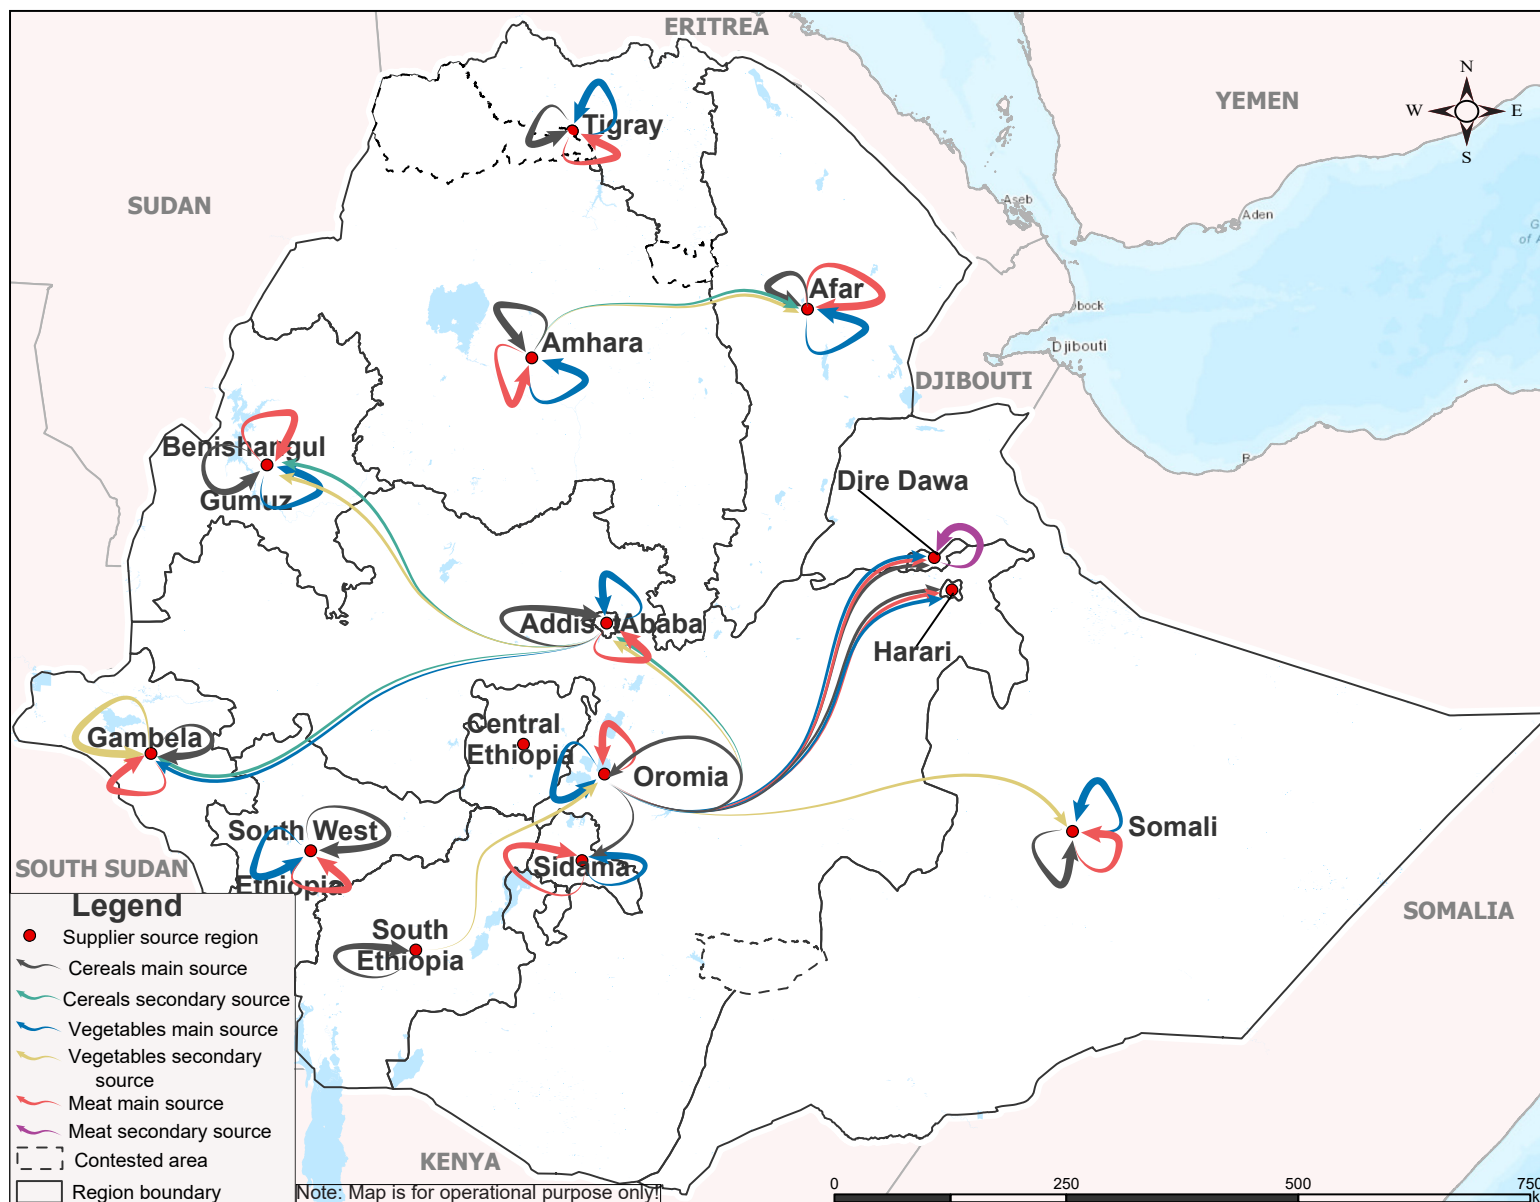 ERITREA
YEMEN
N
W
E
S
Tigray
SUDAN
Aseb
Aden
of A
Afar
bock
Djibouti
Amhara
DJIBOUTI
Benishangul
Gumuz
Dire Dawa
Addis Ababa
Harari
Central
Ethiopia
Gambela
Oromia
South West
Ethiopia
Somali
Sidama
SOUTH SUDAN
SOMALIA
South
Ethiopia
Legend
Supplier source region
Cereals main source
Cereals secondary source
Vegetables main source
Vegetables secondary
source
Meat main source
Meat secondary source
Contested area
Region boundary
KENYA
Note: Map is for operational purpose only!
0 250 500 750